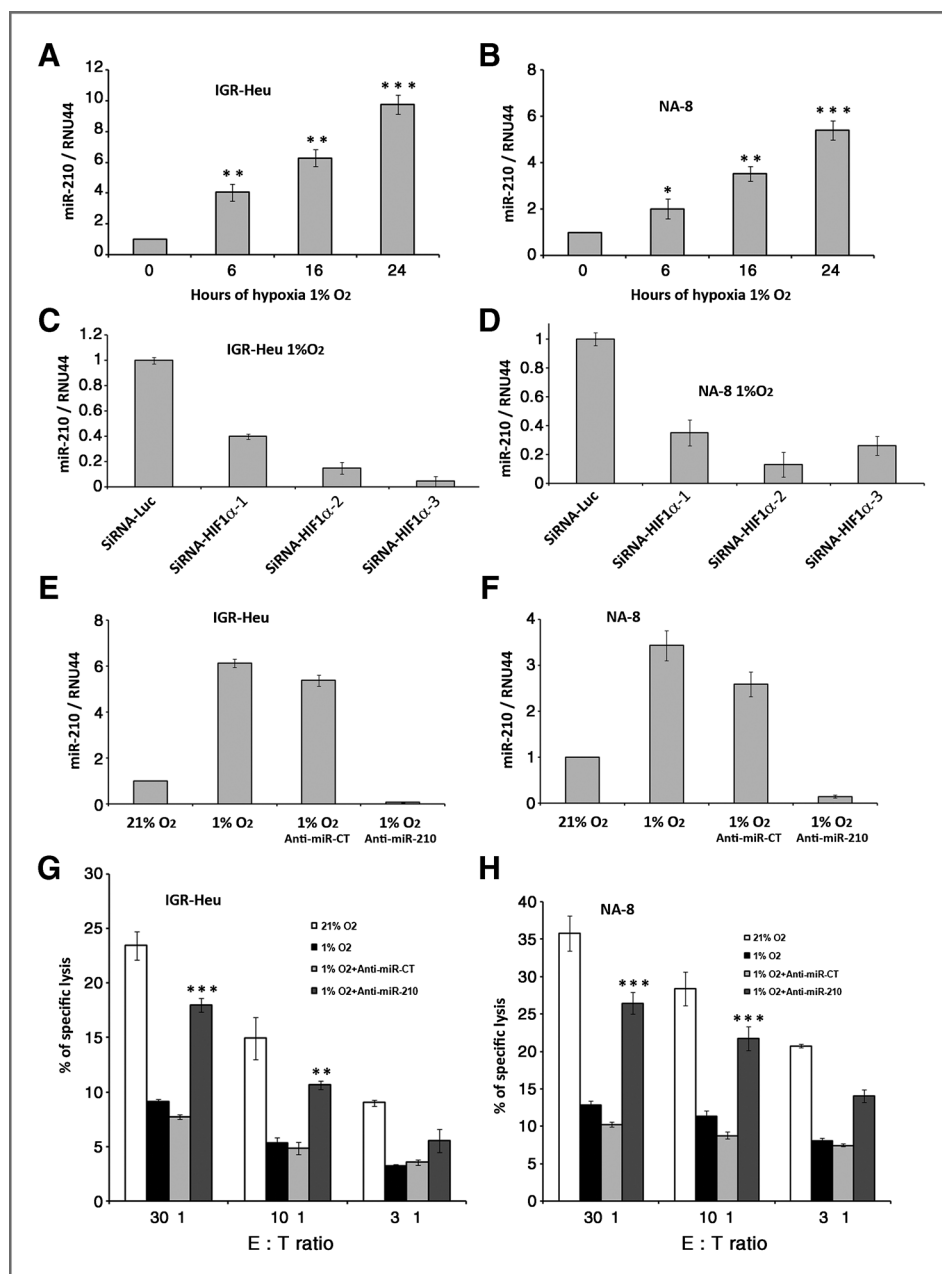 A
IGR-Heu
miR-210 / RNU44
12
10
8
6
4
2
0
**
**
***
0 6 16 24
Hours of hypoxia 1% O2
B
NA-8
miR-210 / RNU44
8
6
4
2
0
*
**
***
0 6 16 24
Hours of hypoxia 1% O2
C
IGR-Heu 1%O2
miR-210 / RNU44
1.2
1
0.8
0.4
0.2
0
SiRNA-Luc
SiRNA-HIF1α-1
SiRNA-HIF1α-2
SiRNA-HIF1α-3
D
NA-8 1%O2
miR-210 / RNU44
1
0.8
0.4
0.2
0
SiRNA-Luc
SiRNA-HIF1α-1
SiRNA-HIF1α-2
SiRNA-HIF1α-3
E
IGR-Heu
miR-210 / RNU44
8
6
4
2
0
21% O2 1% O2 1% O2 1% O2
Anti-miR-CT Anti-miR-210
F
NA-8
miR-210 / RNU44
4
3
2
1
0
21% O2 1% O2 1% O2 1% O2
Anti-miR-CT Anti-miR-210
G
IGR-Heu
% of specific lysis
30
25
20
15
10
5
0
21% O2
1% O2
1% O2+Anti-miR-CT
1% O2+Anti-miR-210
***
**
30 1 10 1 3 1
E : T ratio
H
NA-8
% of specific lysis
40
35
30
25
20
15
10
5
0
21% O2
1% O2
1% O2+Anti-miR-CT
1% O2+Anti-miR-210
***
***
30 1 10 1 3 1
E : T ratio